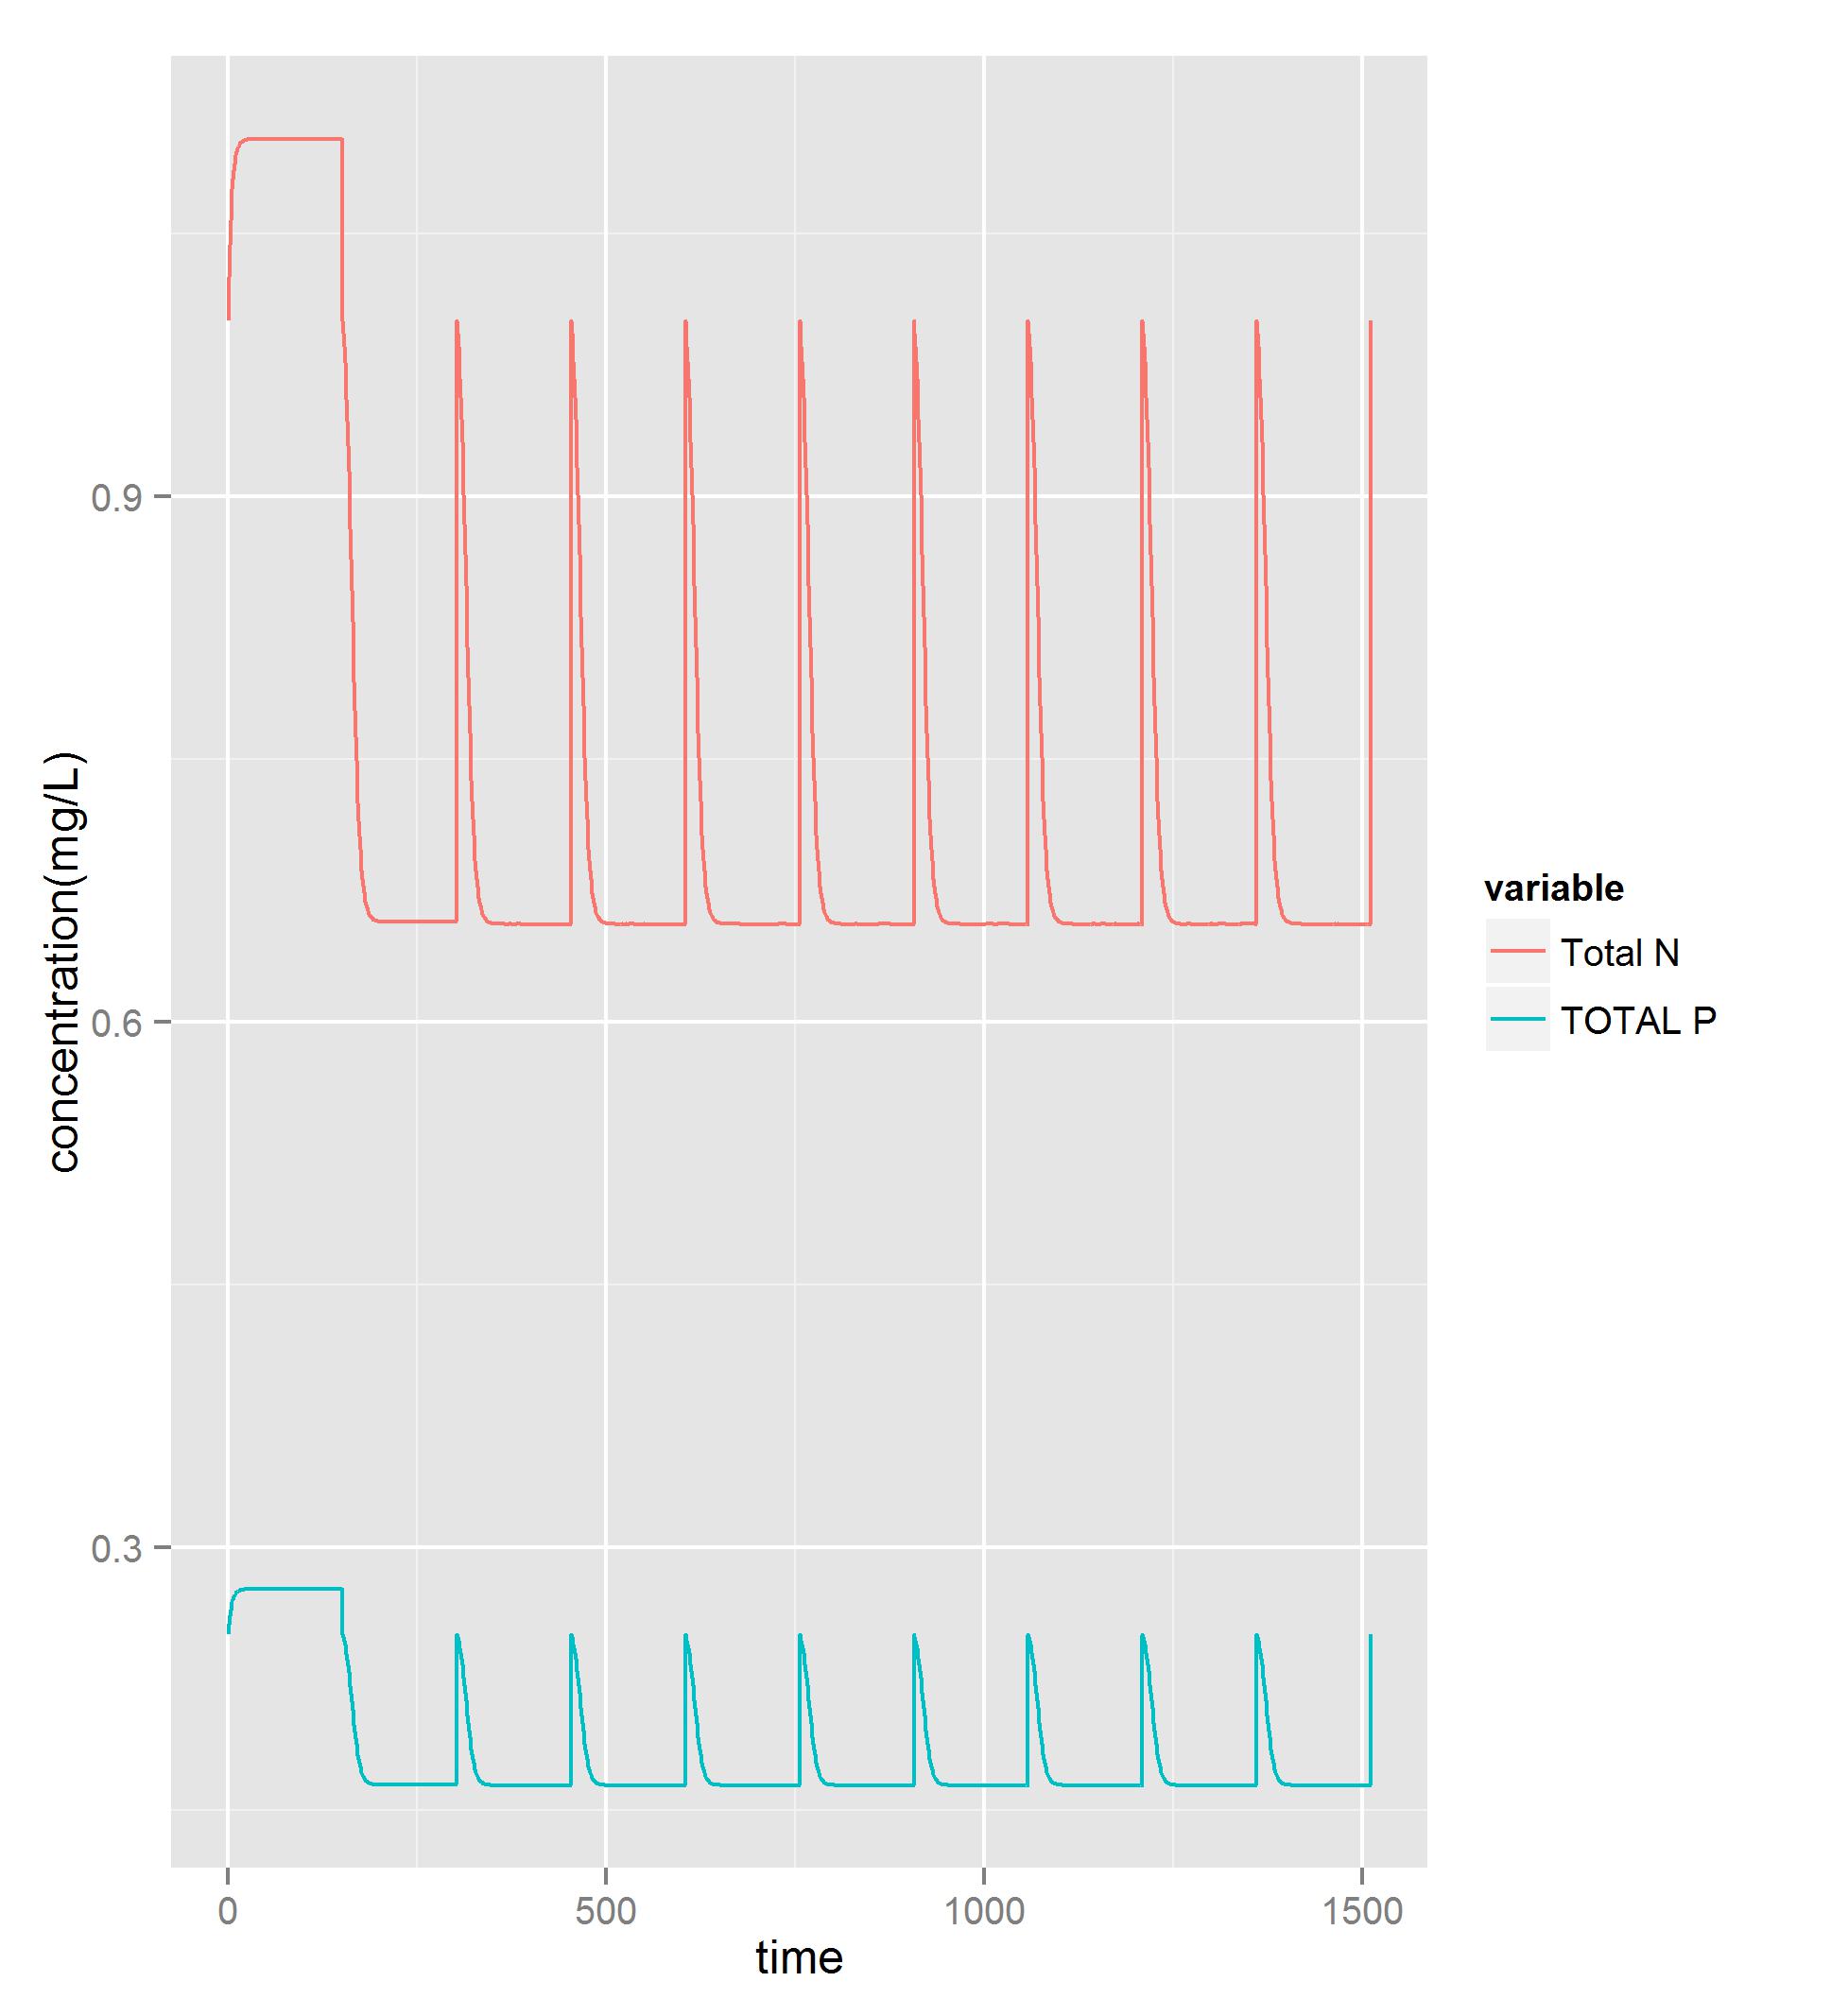 concentration(mg/L)
0.9
0.6
0.3
0
500
1000
1500
time
variable
Total N
TOTAL P